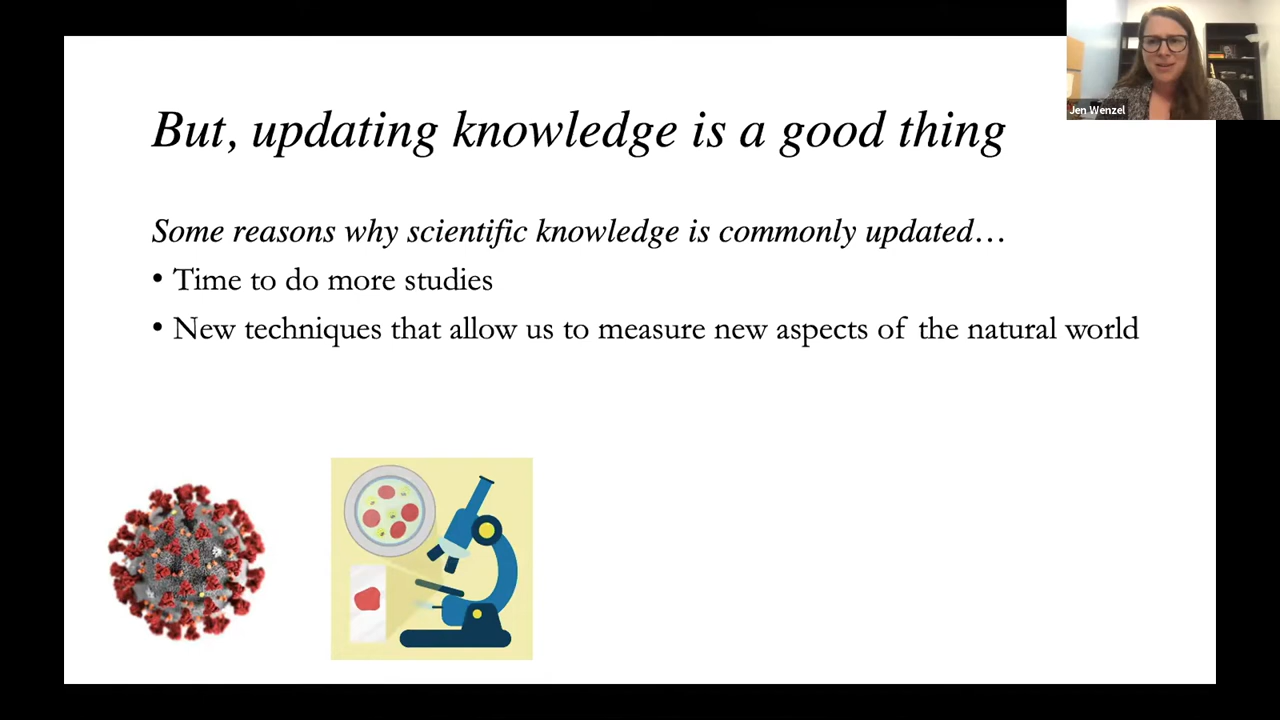 Jen Wenzel
But, updating knowledge is a good thing
Some reasons why scientific knowledge is commonly updated…
• Time to do more studies
• New techniques that allow us to measure new aspects of the natural world